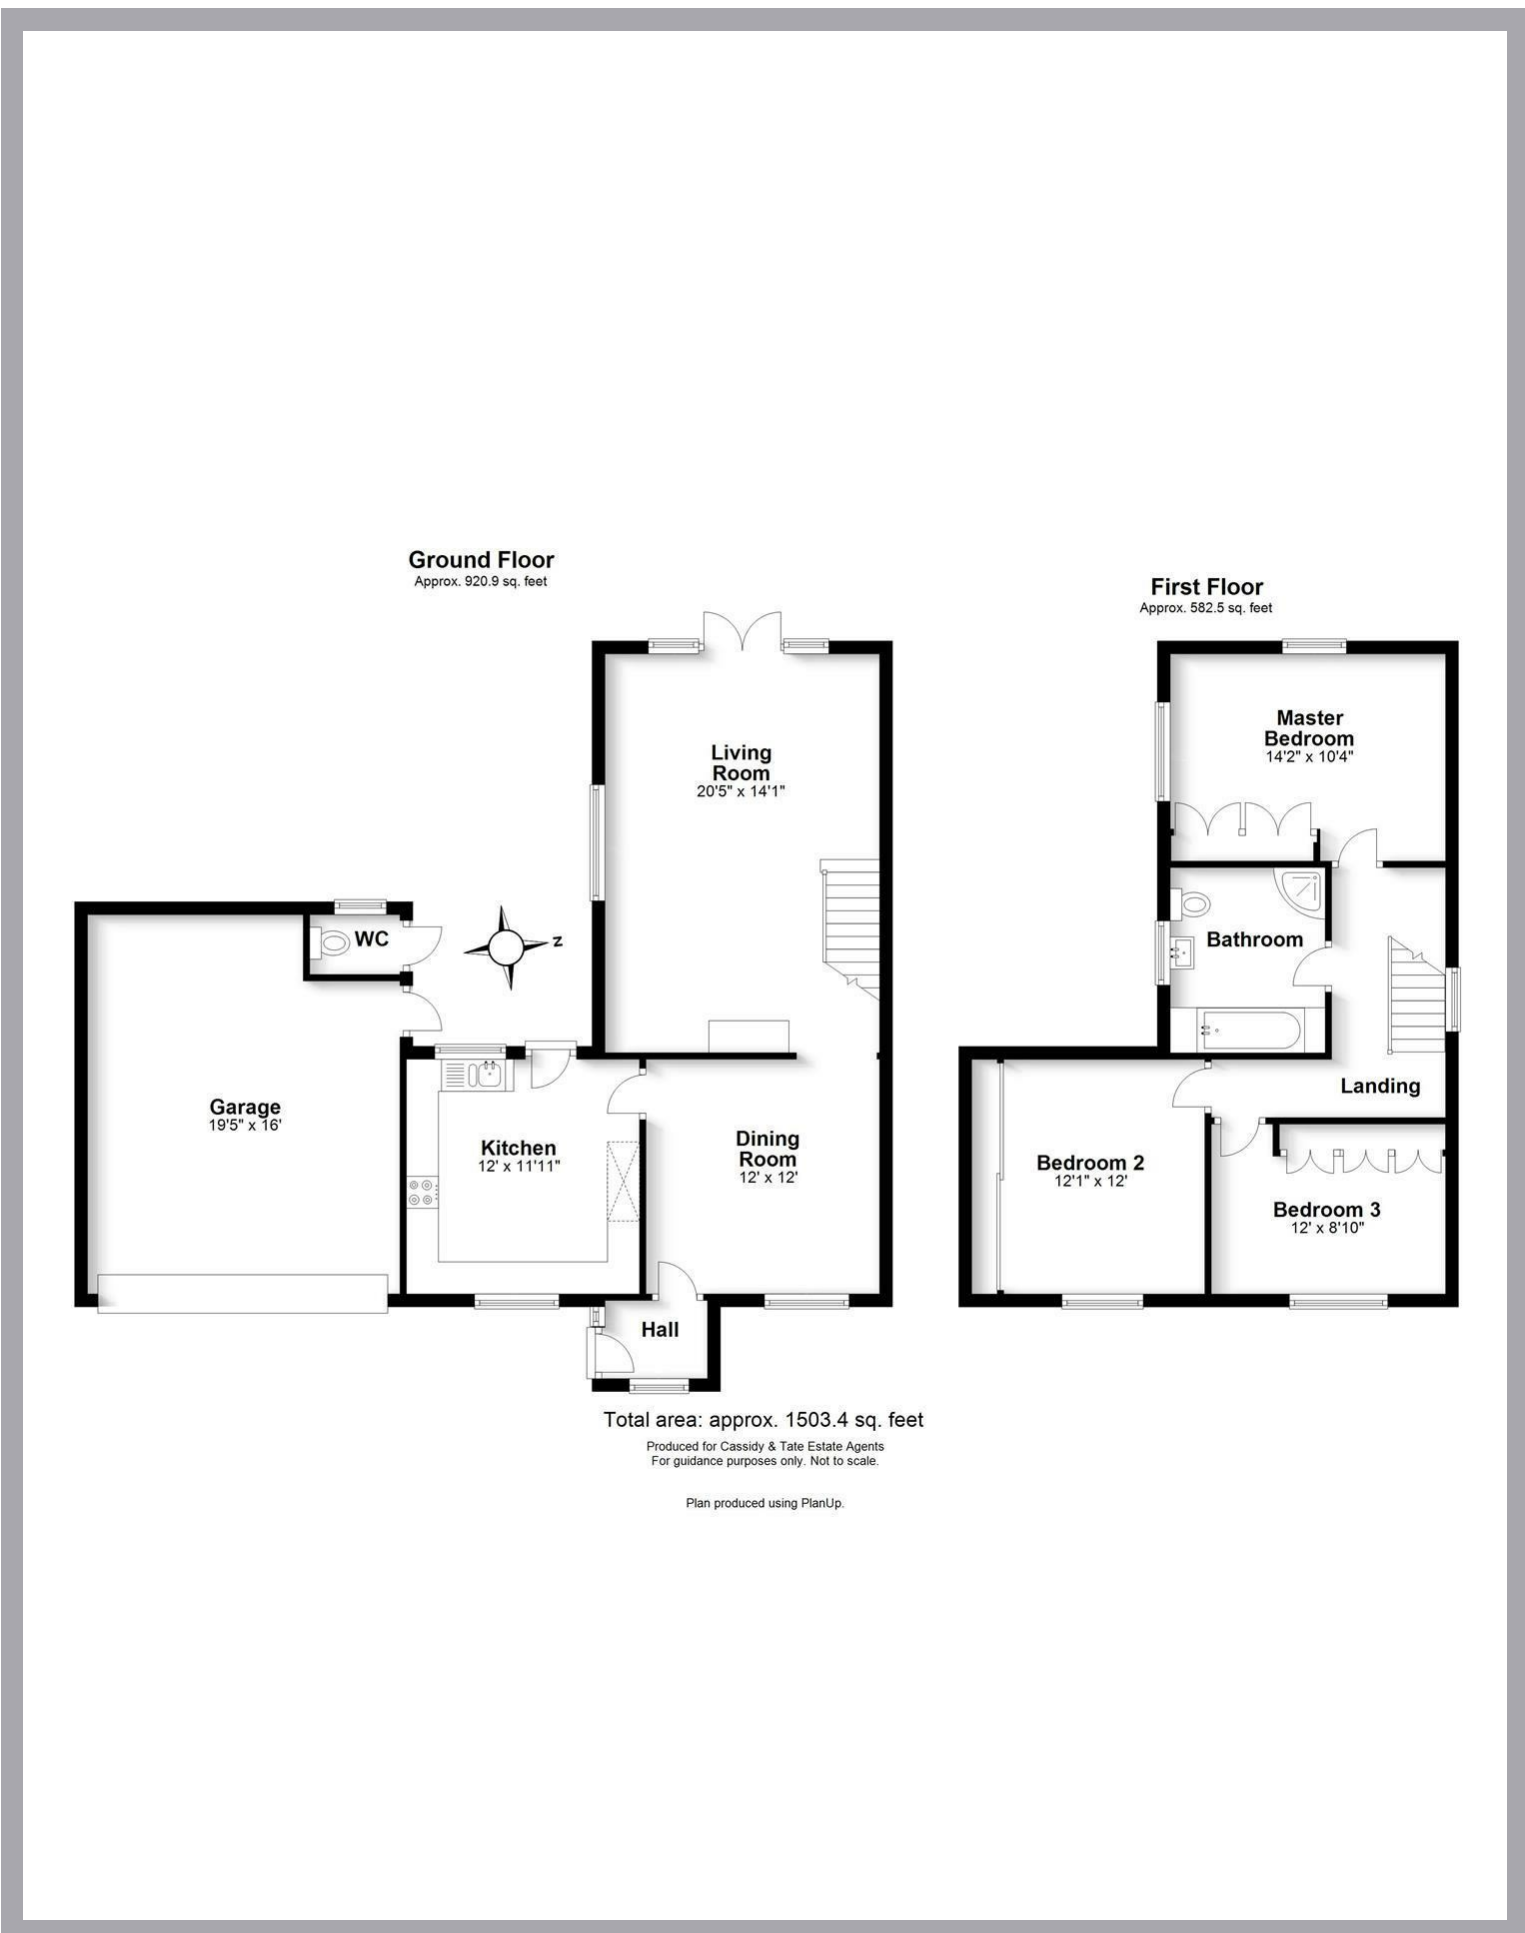 Ground Floor
Approx. 920.9 sq. feet
First Floor
Approx. 582.5 sq. feet
Living
Room
20'5" x 14'1"
Master
Bedroom
14'2" x 10'4"
WC
N
Bathroom
Garage
19'5" x 16'
Kitchen
12' x 11'11"
Dining
Room
12' x 12'
Landing
Bedroom 2
12'1" x 12'
Bedroom 3
12' x 8'10"
Hall
Total area: approx. 1503.4 sq. feet
Produced for Cassidy & Tate Estate Agents
For guidance purposes only. Not to scale.
Plan produced using PlanUp.